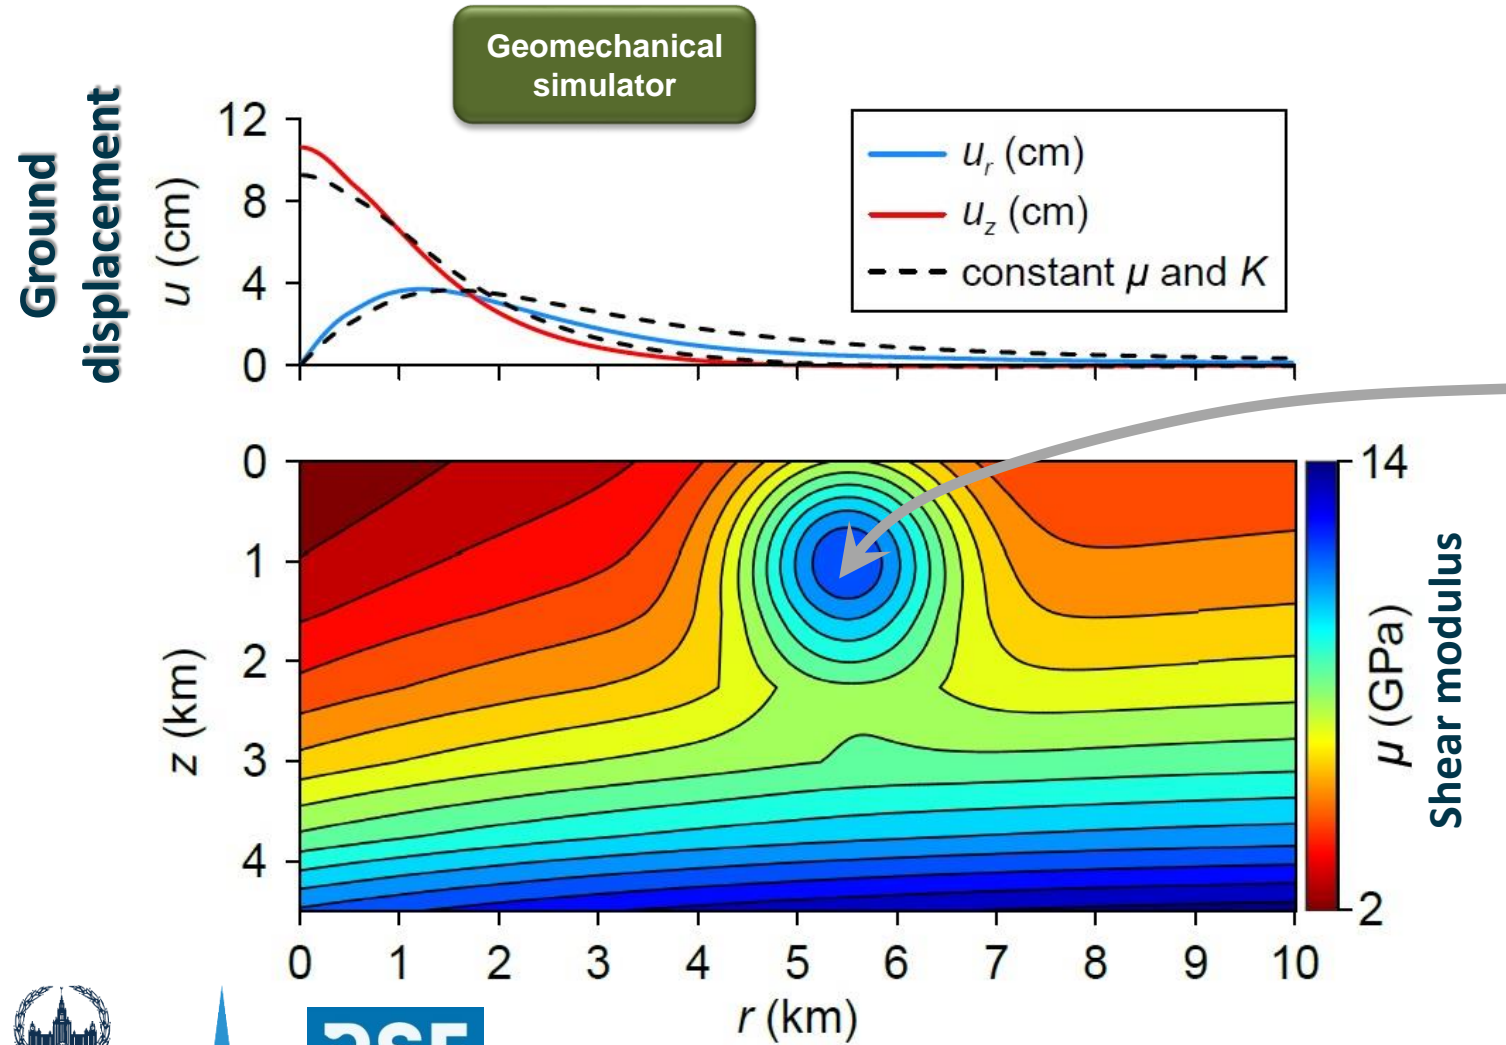 Geomechanical
simulator
Ground
displacement
u (cm)
12
8
4
0
u_r (cm)
u_z (cm)
constant μ and K
z (km)
0
1
2
3
4
0 1 2 3 4 5 6 7 8 9 10
r (km)
14
2
μ (GPa)
Shear modulus